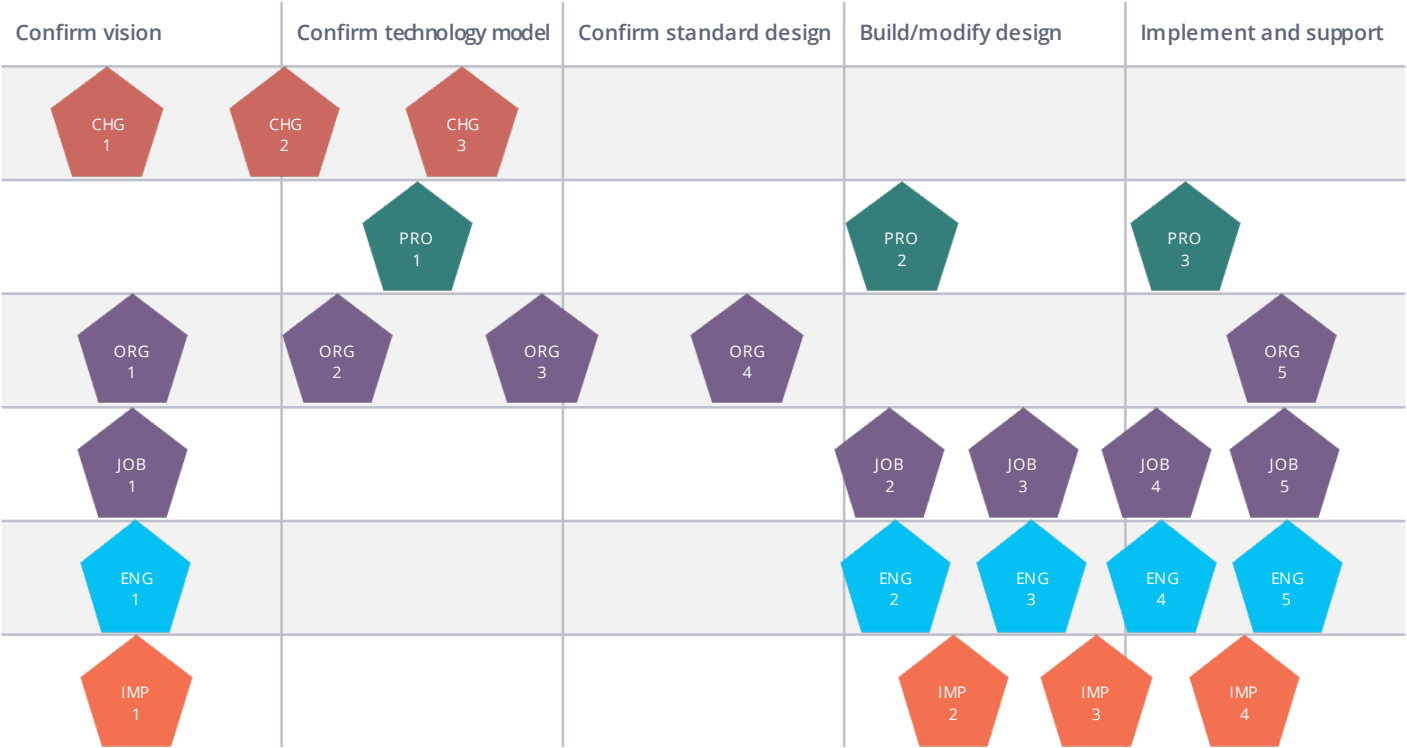 Confirm vision
Confirm technology model
Confirm standard design
Build/modify design
Implement and support
CHG
1
CHG
2
CHG
3
PRO
1
PRO
2
PRO
3
ORG
1
ORG
2
ORG
3
ORG
4
ORG
5
JOB
1
JOB
2
JOB
3
JOB
4
JOB
5
ENG
1
ENG
2
ENG
3
ENG
4
ENG
5
IMP
1
IMP
2
IMP
3
IMP
4